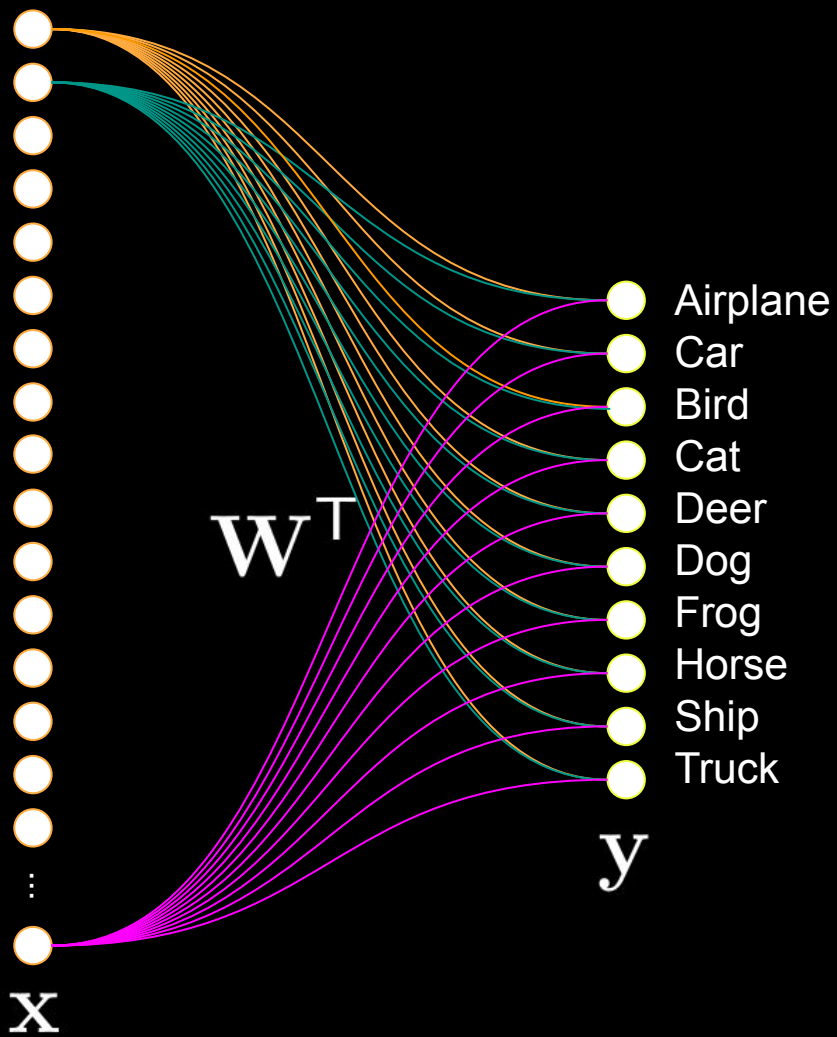 Airplane
Car
Bird
Cat
Deer
Dog
Frog
Horse
Ship
Truck
W⊤
y
...
x